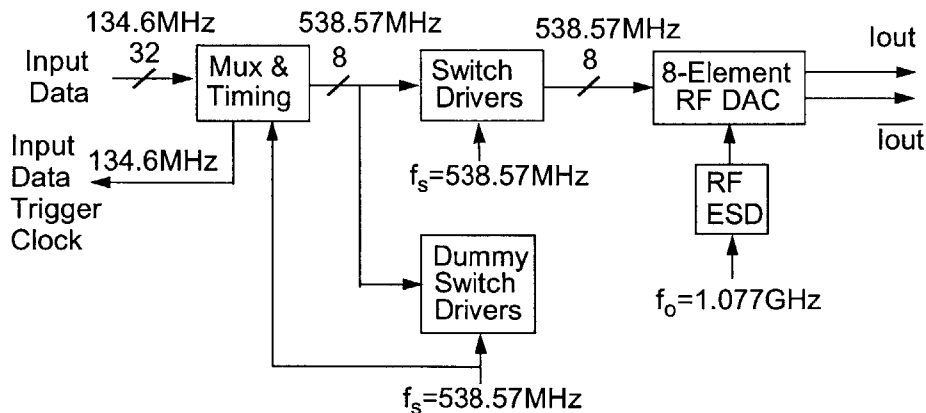 134.6MHz
538.57MHz
538.57MHz
Input
Data
32
Mux &
Timing
8
Switch
Drivers
8
8-Element
RF DAC
Iout
Iout
Input
Data
Trigger
Clock
134.6MHz
fs=538.57MHz
RF
ESD
Dummy
Switch
Drivers
fo=1.077GHz
fs=538.57MHz